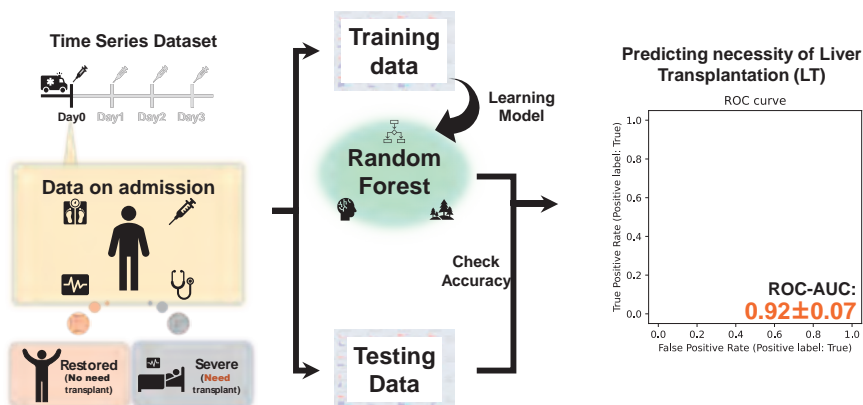 Time Series Dataset
Day0
Day1
Day2
Day3
Data on admission
Restored
(No need
transplant)
Severe
(Need
transplant)
Training
data
Learning
Model
Random
Forest
Check
Accuracy
Testing
Data
Predicting necessity of Liver
Transplantation (LT)
ROC curve
True Positive Rate (Positive label: True)
1.0
0.8
0.6
0.4
0.2
0.0
ROC-AUC:
0.92±0.07
0.0 0.2 0.4 0.6 0.8 1.0
False Positive Rate (Positive label: True)